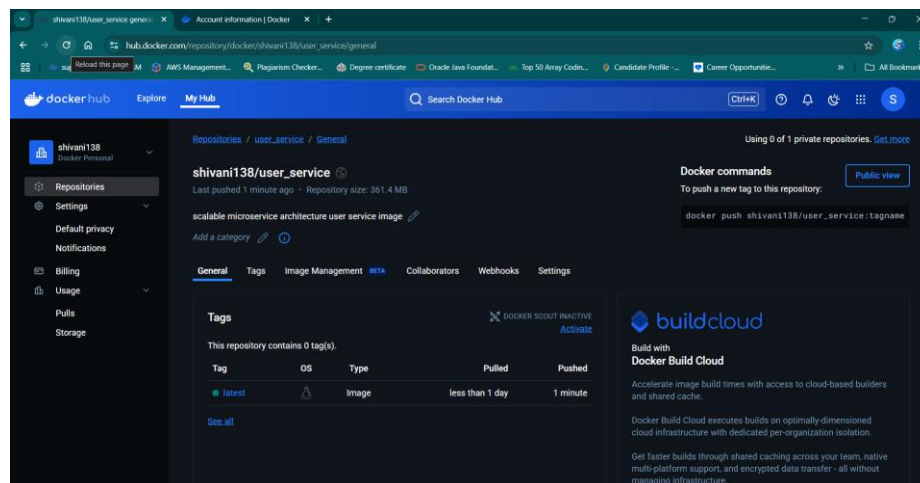 shivani138/user_service general
Account information | Docker
hub.docker.com/repository/docker/shivani138/user_service/general
Reload this page
AWS Management...
Plagiarism Checker...
Degree certificate
Oracle Java Foundat...
Top 50 Array Codin...
Candidate Profile -...
Career Opportunitie...
All Bookmark
dockerhub
Explore
My Hub
Search Docker Hub
Ctrl+K
S
shivani138
Docker Personal
Repositories
Settings
Default privacy
Notifications
Billing
Usage
Pulls
Storage
Repositories / user_service / General
Using 0 of 1 private repositories. Get more
shivani138/user_service
Last pushed 1 minute ago · Repository size: 361.4 MB
scalable microservice architecture user service image
Add a category
Docker commands
Public view
To push a new tag to this repository:
docker push shivani138/user_service:tagname
General Tags Image Management BETA Collaborators Webhooks Settings
Tags
DOCKER SCOUT INACTIVE
Activate
This repository contains 0 tag(s).
Tag OS Type Pulled Pushed
latest Image less than 1 day 1 minute
See all
buildcloud
Build with
Docker Build Cloud
Accelerate image build times with access to cloud-based builders
and shared cache.
Docker Build Cloud executes builds on optimally-dimensioned
cloud infrastructure with dedicated per-organization isolation.
Get faster builds through shared caching across your team, native
multi-platform support, and encrypted data transfer - all without
managing infrastructure.